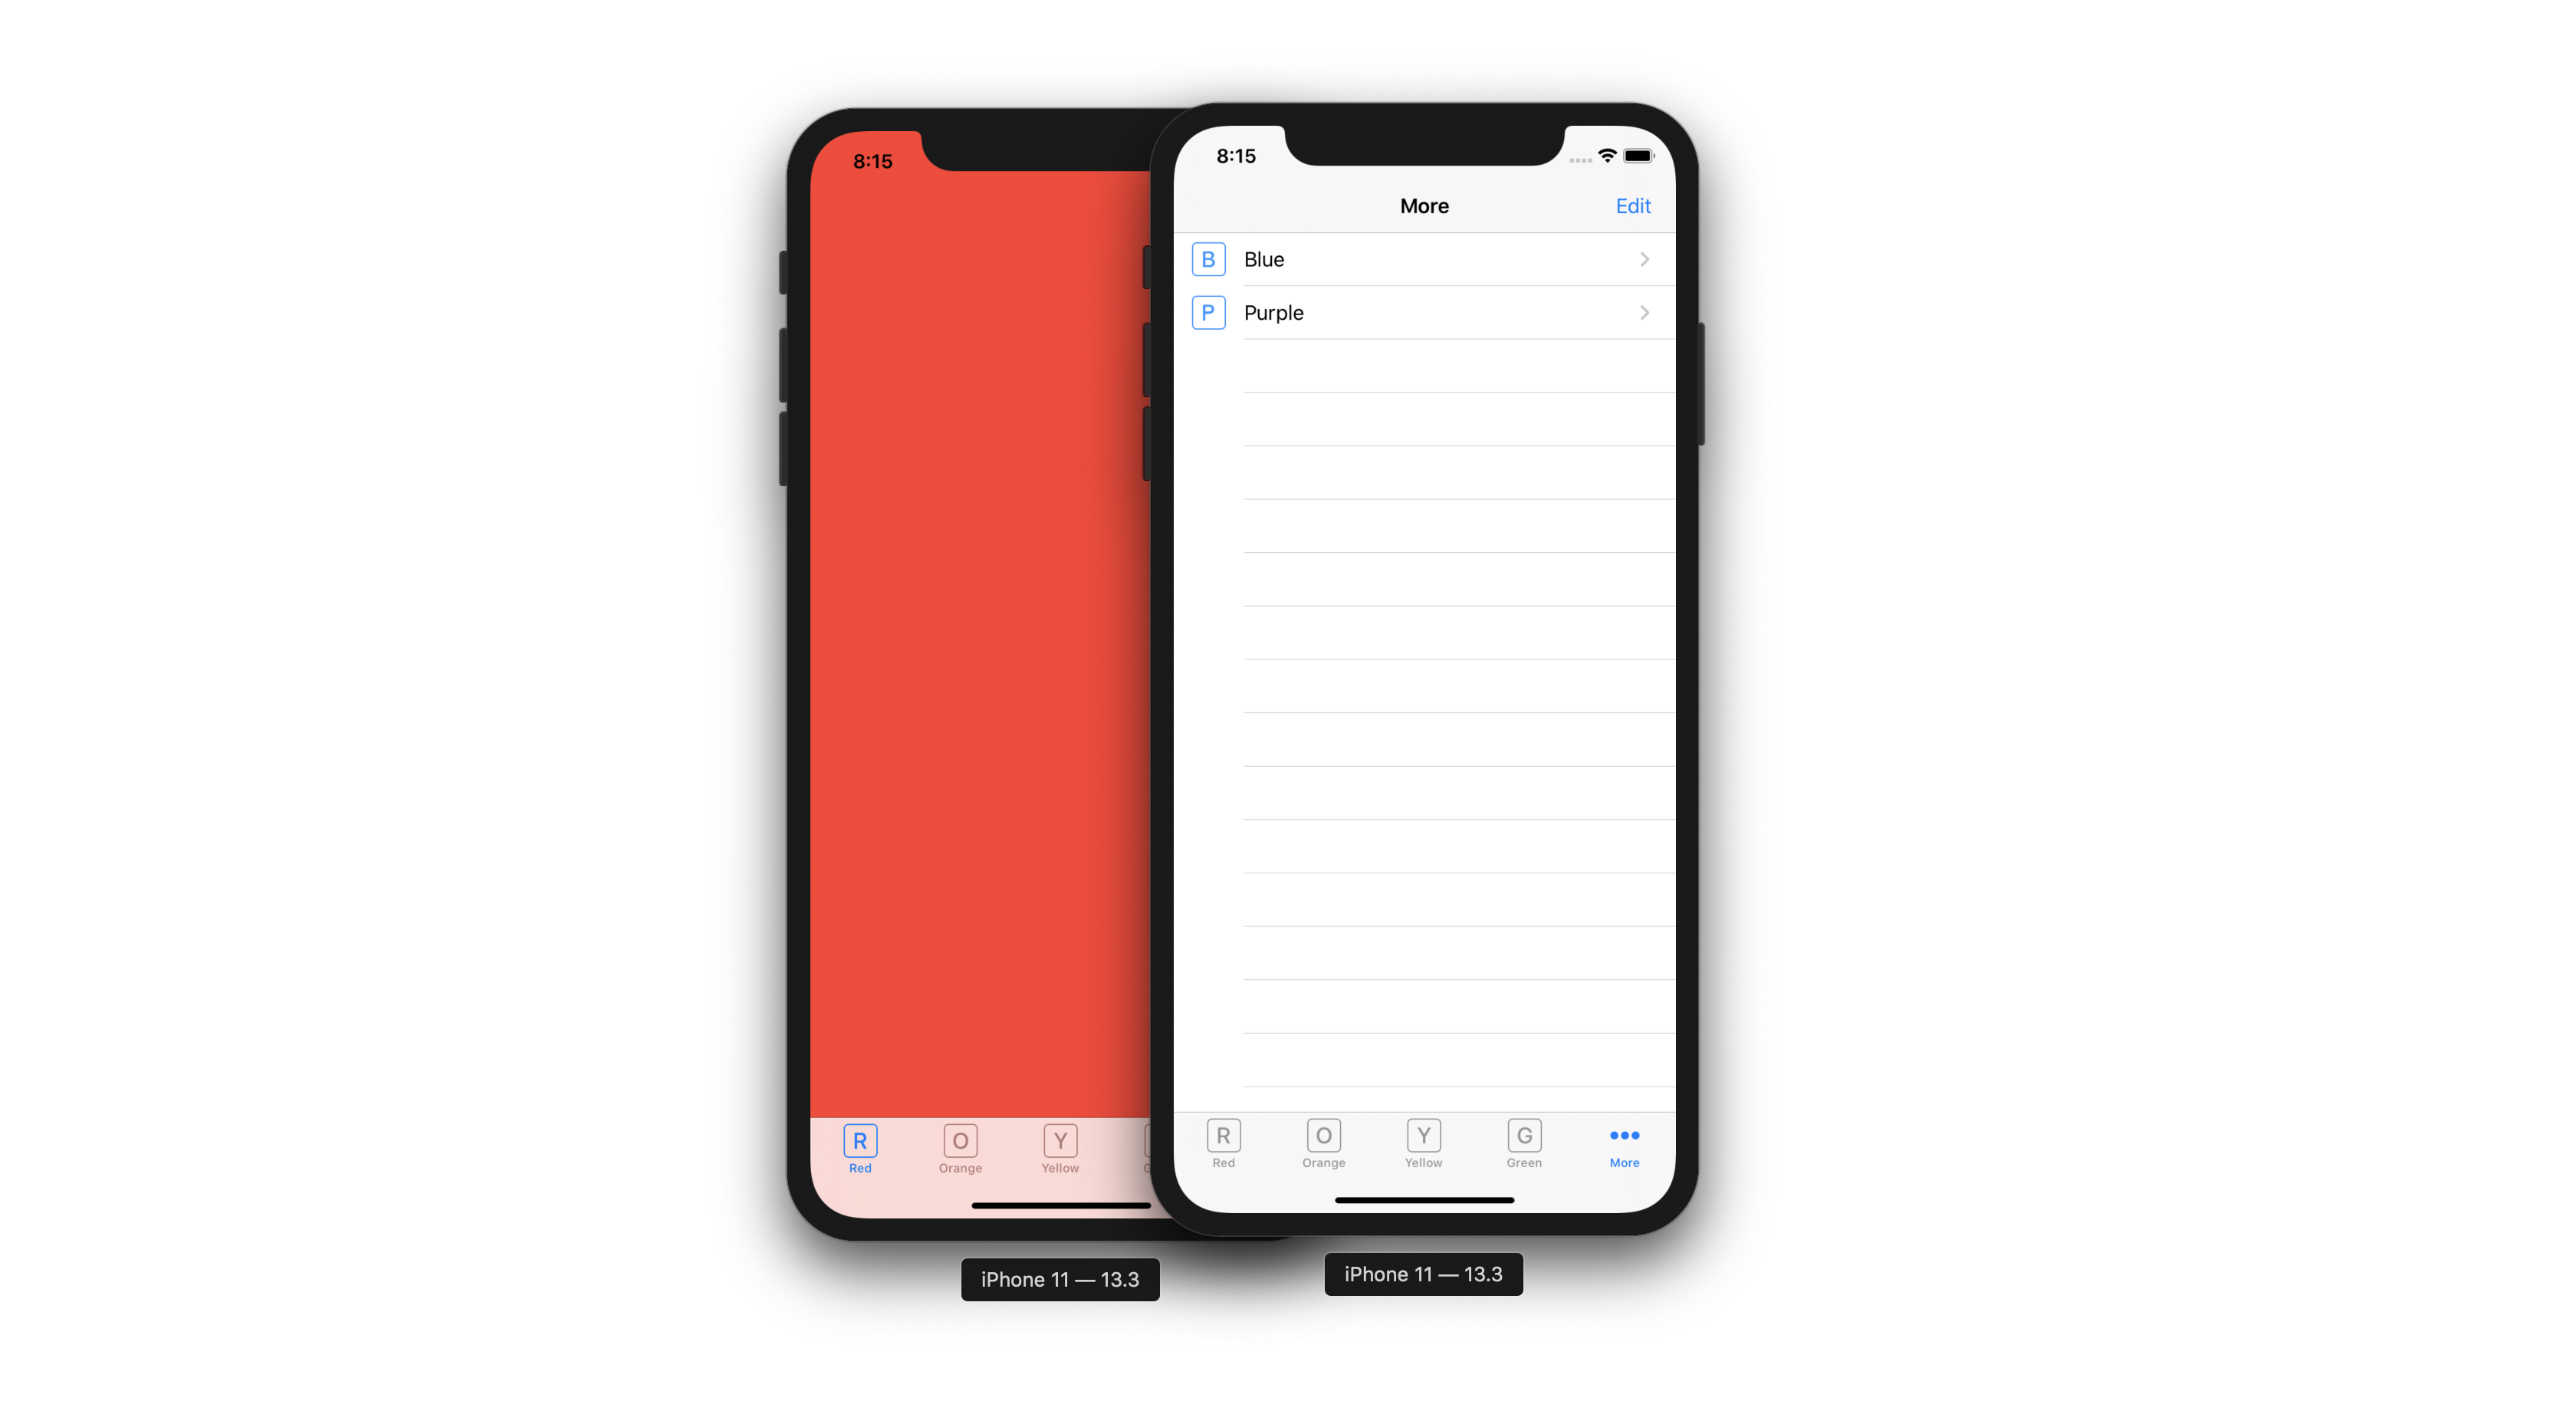 8:15
R
Red
O
Orange
Y
Yellow
iPhone 11 — 13.3
8:15
More
Edit
B
Blue
P
Purple
R
Red
O
Orange
Y
Yellow
G
Green
More
iPhone 11 — 13.3